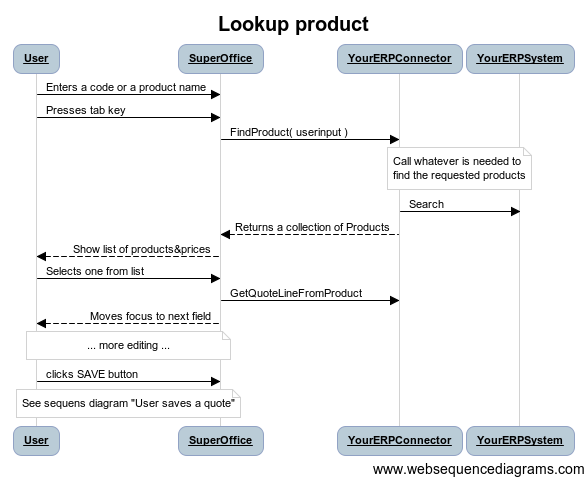 Lookup product
User SuperOffice YourERPConnector YourERPSystem
Enters a code or a product name
Presses tab key
FindProduct( userinput )
Call whatever is needed to
find the requested products
Search
Returns a collection of Products
Show list of products&prices
Selects one from list
GetQuoteLineFromProduct
Moves focus to next field
... more editing ...
clicks SAVE button
See sequens diagram "User saves a quote"
User SuperOffice YourERPConnector YourERPSystem
www.websequencediagrams.com